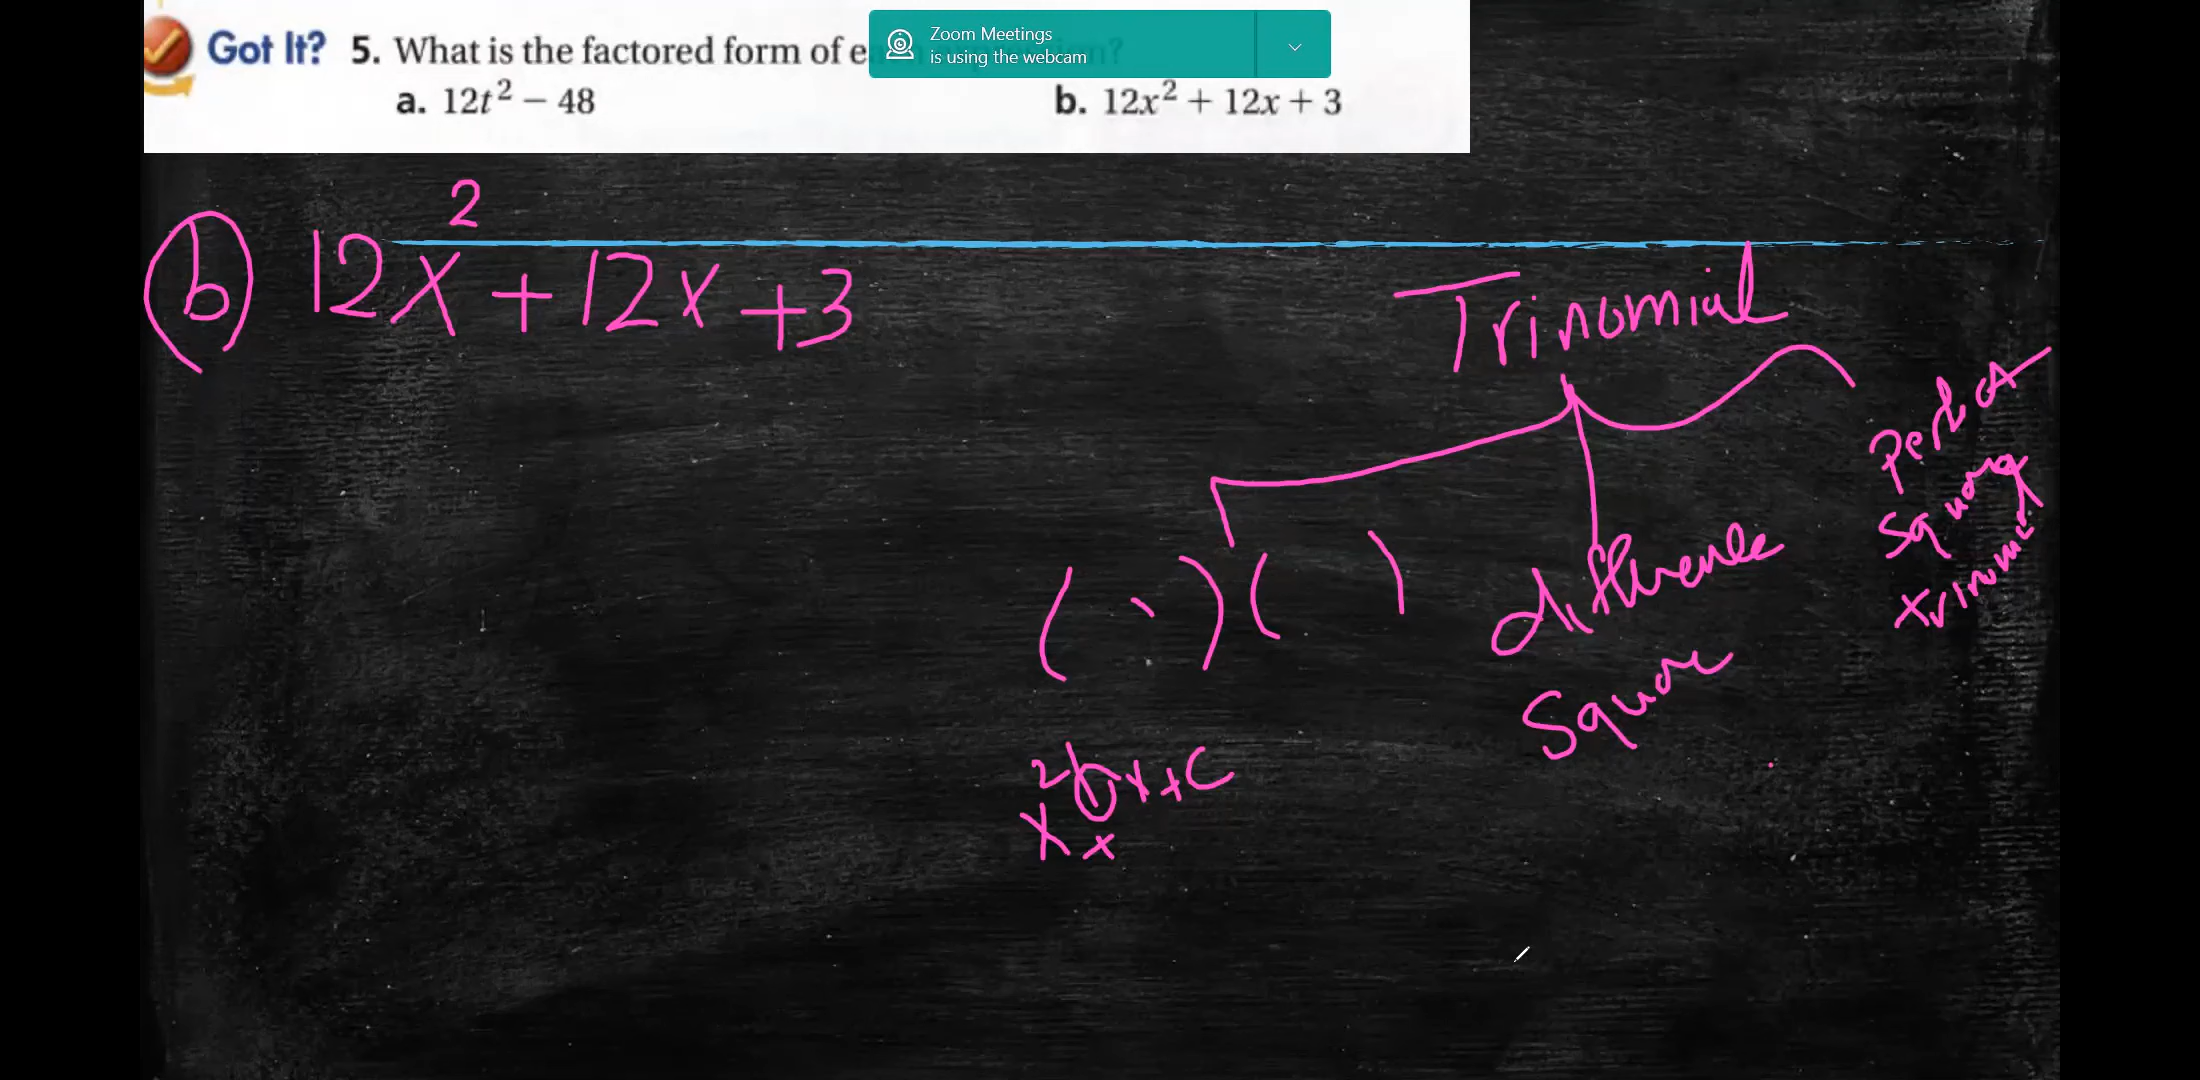 Got It? 5. What is the factored form of e
Zoom Meetings
is using the webcam
?
a. 12t² – 48
b. 12x² + 12x + 3
b 12x² + 12x + 3
Trinomial
( ) ( )
difference
Square
Perfect
Square
x² bx + c
x